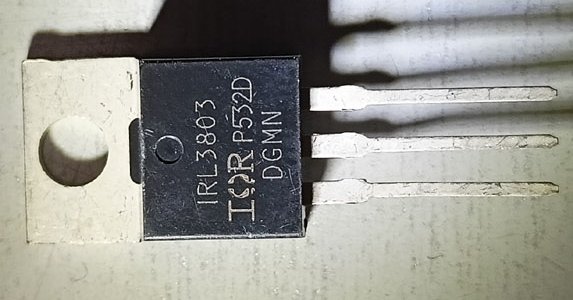 IRL3803
IOR P532D
DGMN